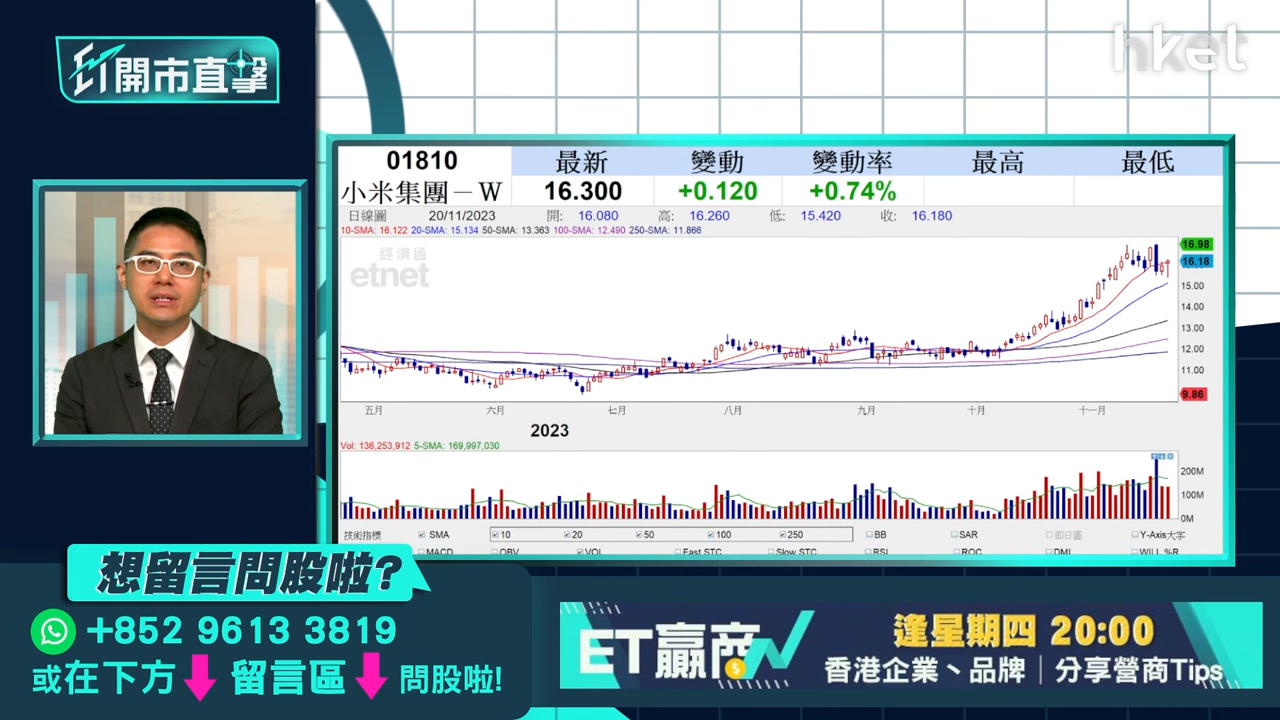 ET開市直擊
hket
01810
最新
變動
變動率
最高
最低
小米集團－W
16.300
+0.120
+0.74%
日線圖
20/11/2023
開: 16.080
高: 16.260
低: 15.420
收: 16.180
10-SMA: 16.122 20-SMA: 15.134 50-SMA: 13.363 100-SMA: 12.490 250-SMA: 11.866
經濟通
etnet
16.98
16.18
15.00
14.00
13.00
12.00
11.00
9.86
五月
六月
七月
八月
九月
十月
十一月
2023
Vol: 136,253,912 5-SMA: 169,997,030
200M
100M
0M
技術指標
SMA
10
20
50
100
250
BB
SAR
即日圖
Y-Axis大字
MACD
OBV
VOL
Fast STC
Slow STC
RSI
ROC
DMI
WILL %R
想留言問股啦?
+852 9613 3819
或在下方 留言區 問股啦!
ET贏商
逢星期四 20:00
香港企業、品牌｜分享營商Tips